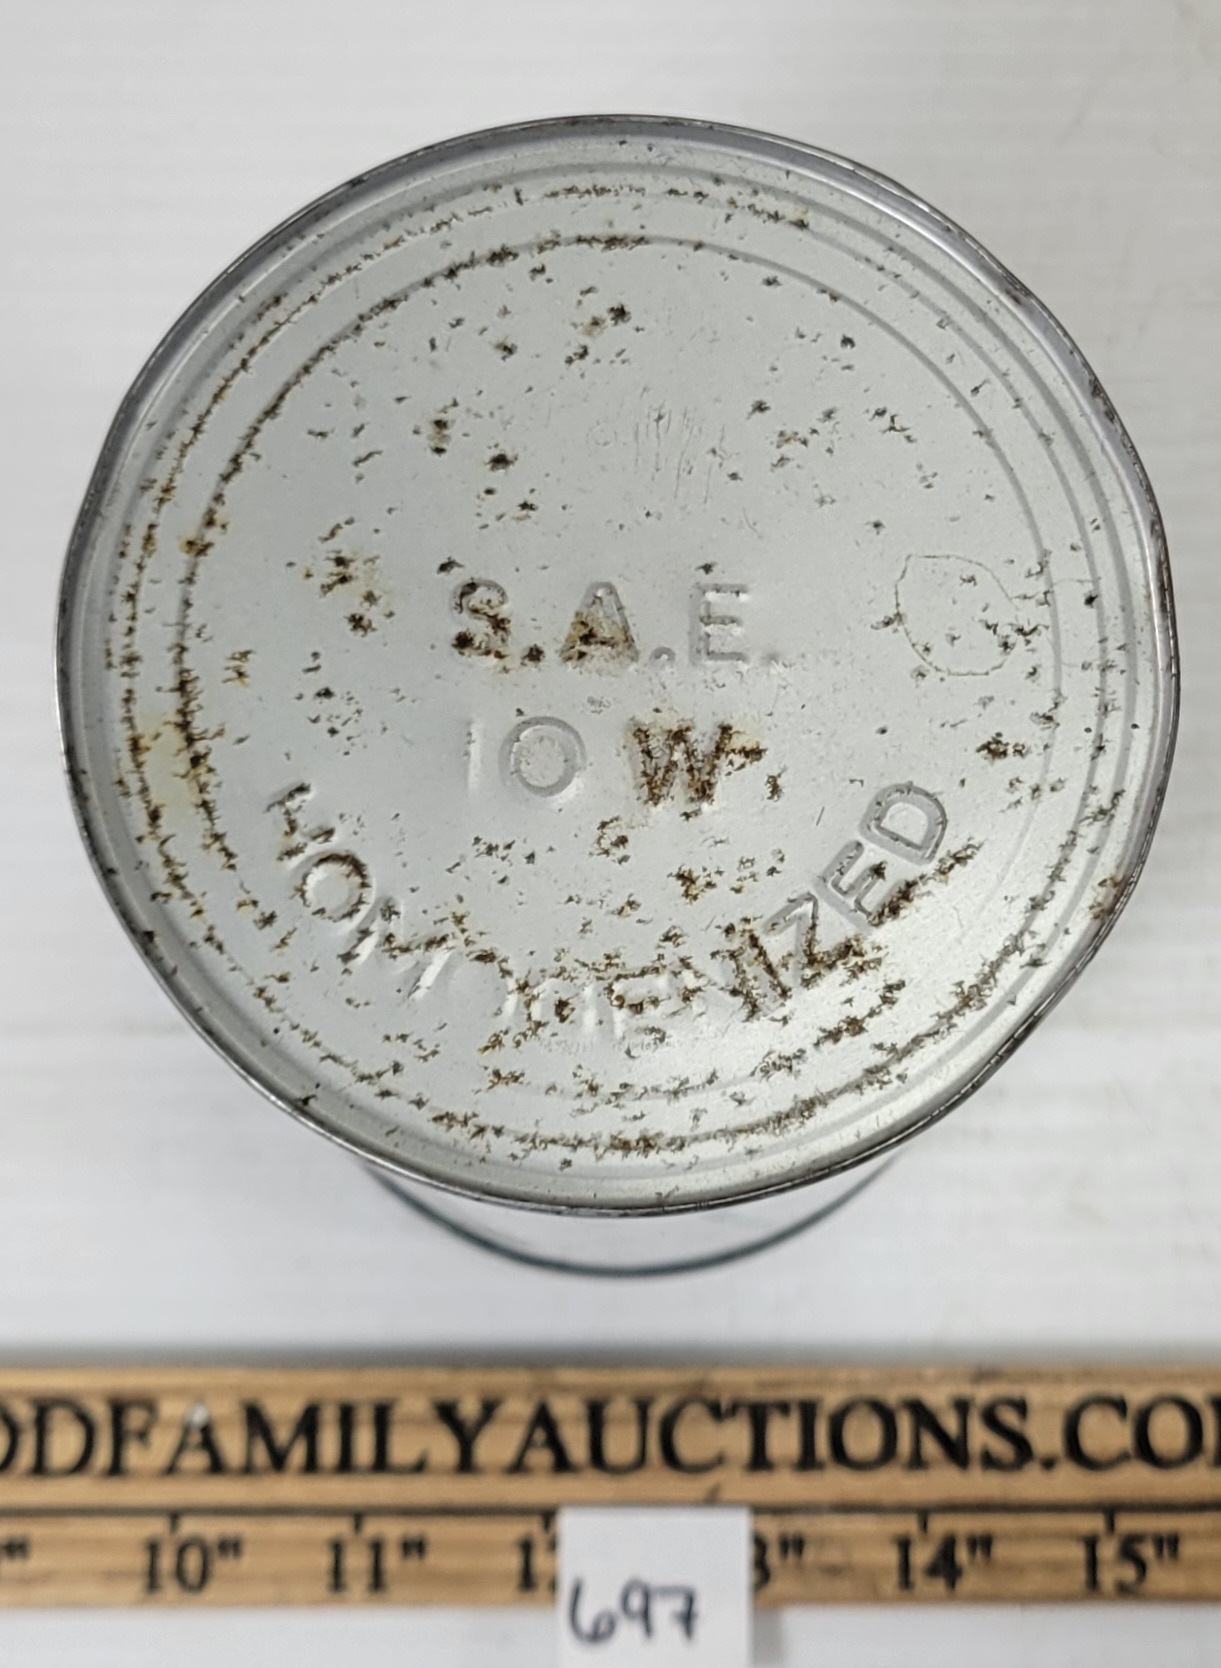 S.A.E.
10 W
HOMOGENIZED
ODFAMILYAUCTIONS.CO
10" 11" 14" 15"
697